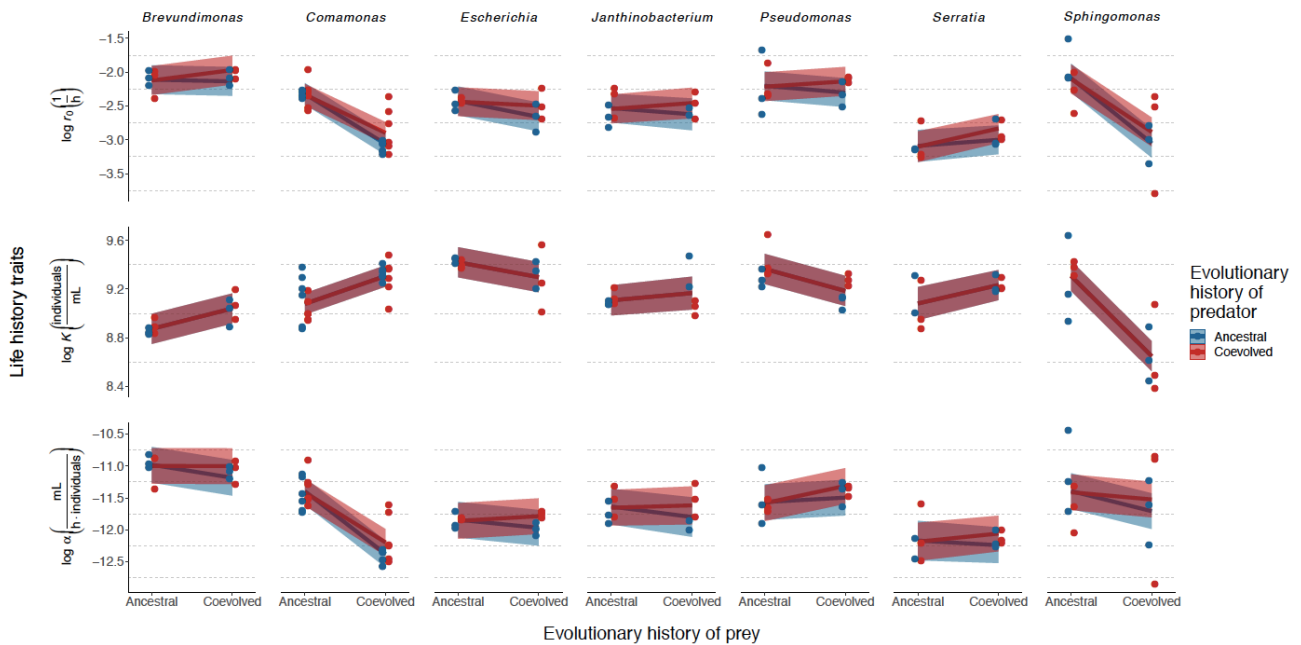 Brevundimonas Comamonas Escherichia Janthinobacterium Pseudomonas Serratia Sphingomonas
Life history traits
log r₀(1/h)
−1.5
−2.0
−2.5
−3.0
−3.5
log K(individuals/mL)
9.6
9.2
8.8
8.4
log α(mL/h · individuals)
−10.5
−11.0
−11.5
−12.0
−12.5
Ancestral Coevolved Ancestral Coevolved Ancestral Coevolved Ancestral Coevolved Ancestral Coevolved Ancestral Coevolved Ancestral Coevolved
Evolutionary history of prey
Evolutionary
history of
predator
Ancestral
Coevolved